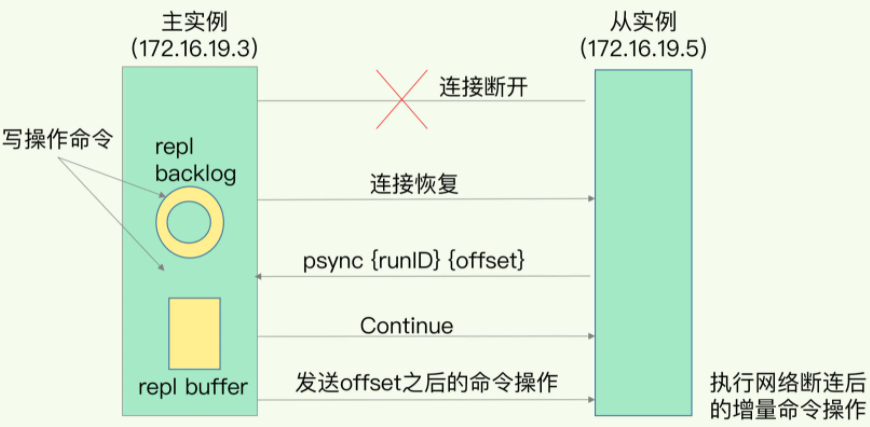 主实例
(172.16.19.3)
从实例
(172.16.19.5)
连接断开
写操作命令
repl
backlog
连接恢复
psync {runID} {offset}
Continue
repl buffer
发送offset之后的命令操作
执行网络断连后
的增量命令操作